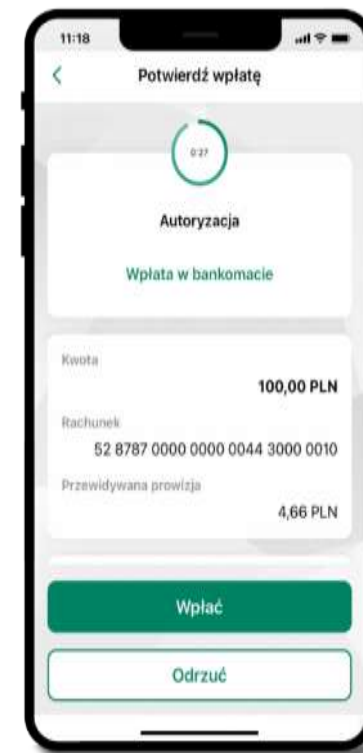 11:18
Potwierdź wpłatę
0:27
Autoryzacja
Wpłata w bankomacie
Kwota
100,00 PLN
Rachunek
52 8787 0000 0000 0044 3000 0010
Przewidywana prowizja
4,66 PLN
Wpłać
Odrzuć